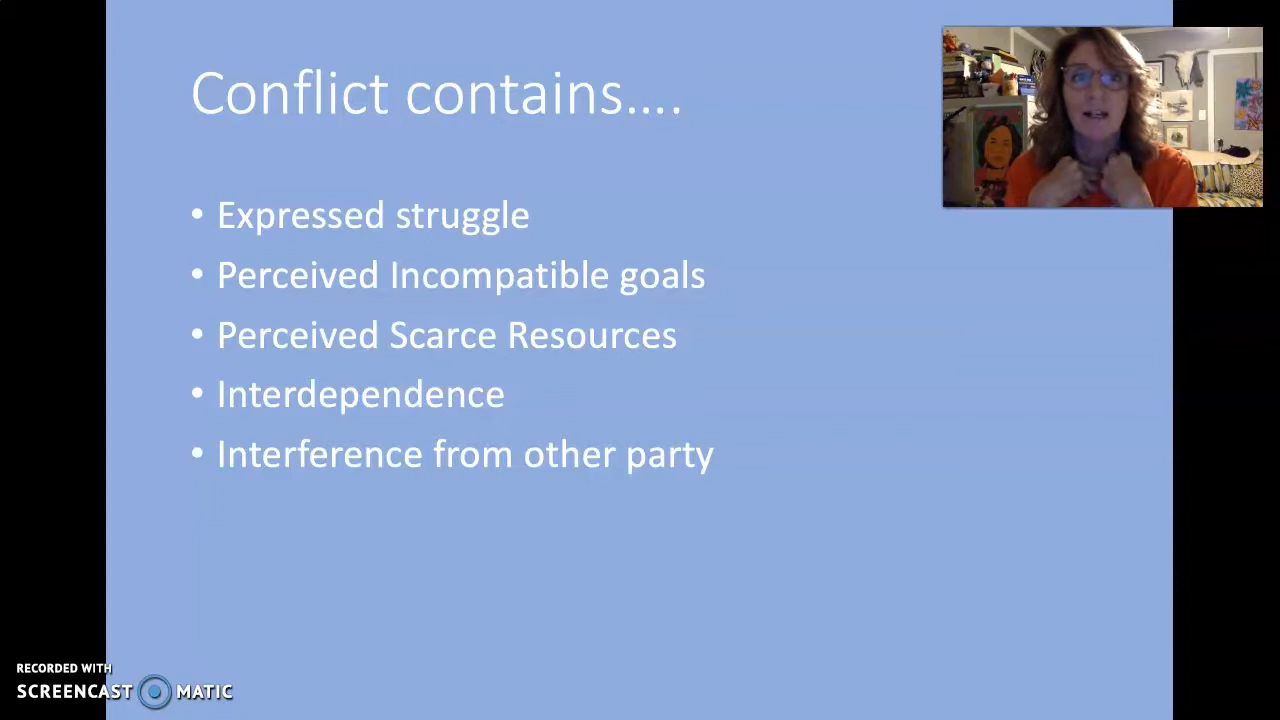 Conflict contains....
• Expressed struggle
• Perceived Incompatible goals
• Perceived Scarce Resources
• Interdependence
• Interference from other party
RECORDED WITH
SCREENCAST MATIC